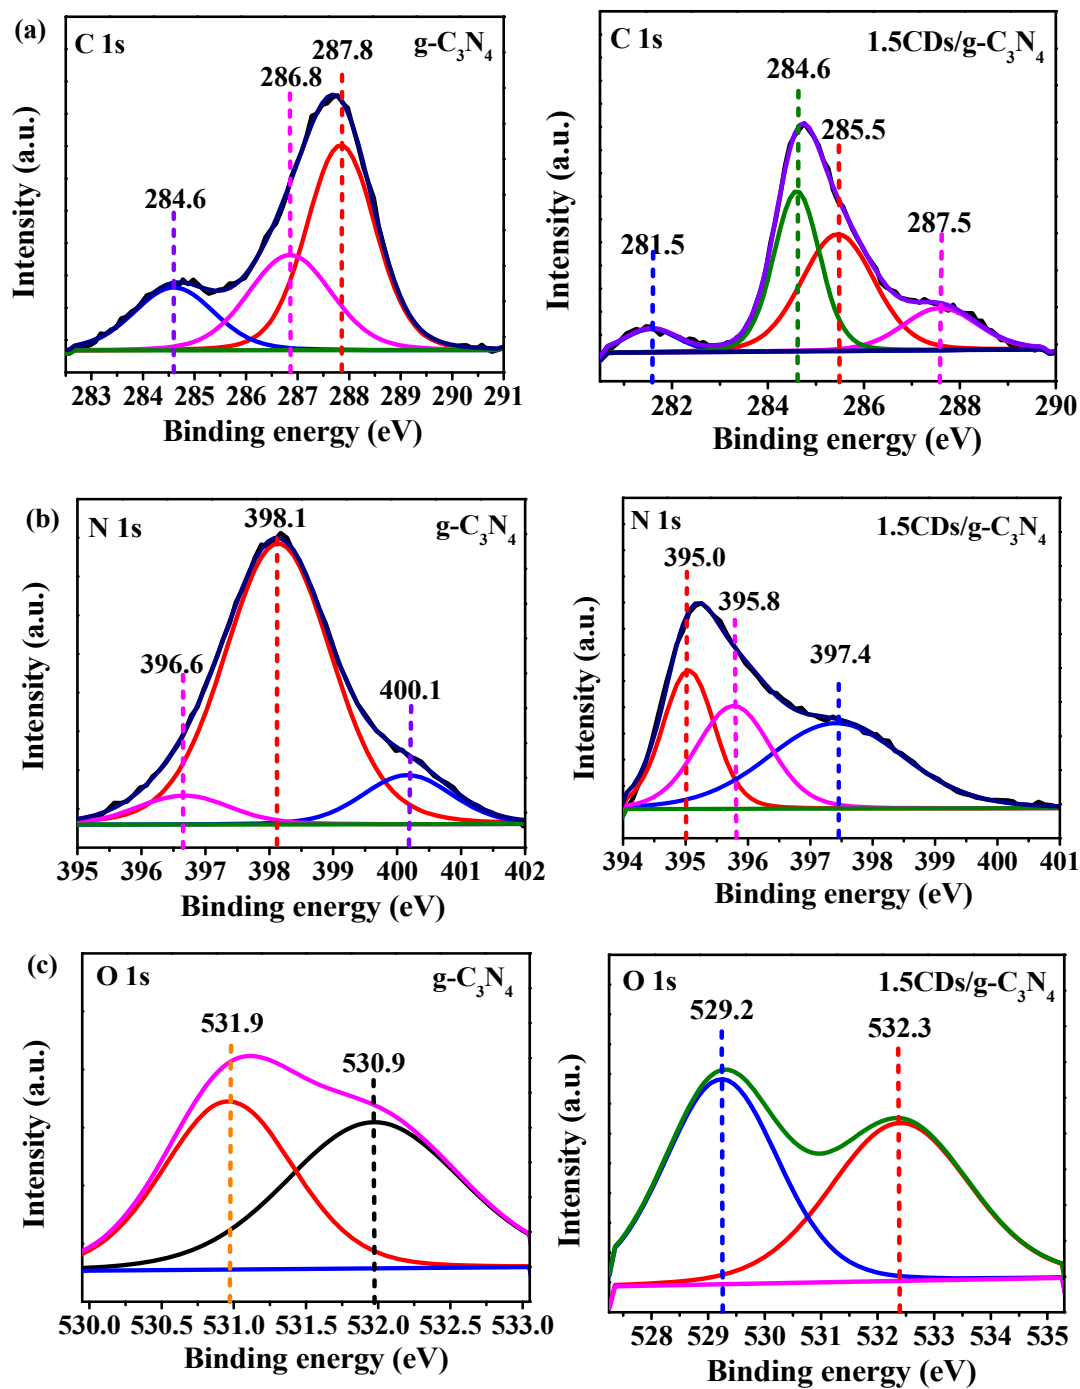 (a)
C 1s
g-C3N4
287.8
286.8
284.6
Intensity (a.u.)
283 284 285 286 287 288 289 290 291
Binding energy (eV)
C 1s
1.5CDs/g-C3N4
284.6
285.5
287.5
281.5
Intensity (a.u.)
282 284 286 288 290
Binding energy (eV)
(b)
N 1s
g-C3N4
398.1
396.6
400.1
Intensity (a.u.)
395 396 397 398 399 400 401 402
Binding energy (eV)
N 1s
1.5CDs/g-C3N4
395.0
395.8
397.4
Intensity (a.u.)
394 395 396 397 398 399 400 401
Binding energy (eV)
(c)
O 1s
g-C3N4
531.9
530.9
Intensity (a.u.)
530.0 530.5 531.0 531.5 532.0 532.5 533.0
Binding energy (eV)
O 1s
1.5CDs/g-C3N4
529.2
532.3
Intensity (a.u.)
528 529 530 531 532 533 534 535
Binding energy (eV)